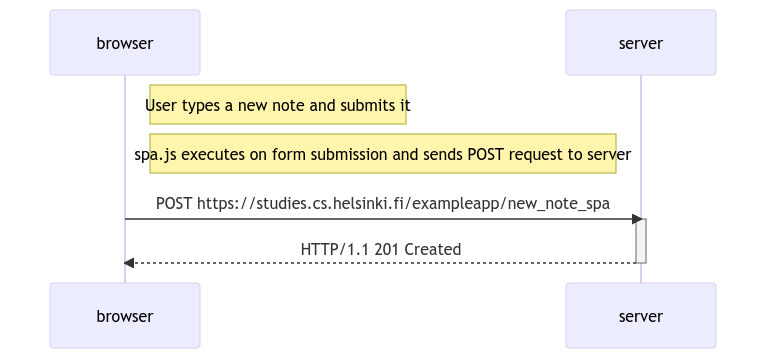 browser
server
User types a new note and submits it
spa.js executes on form submission and sends POST request to server
POST https://studies.cs.helsinki.fi/exampleapp/new_note_spa
HTTP/1.1 201 Created
browser
server